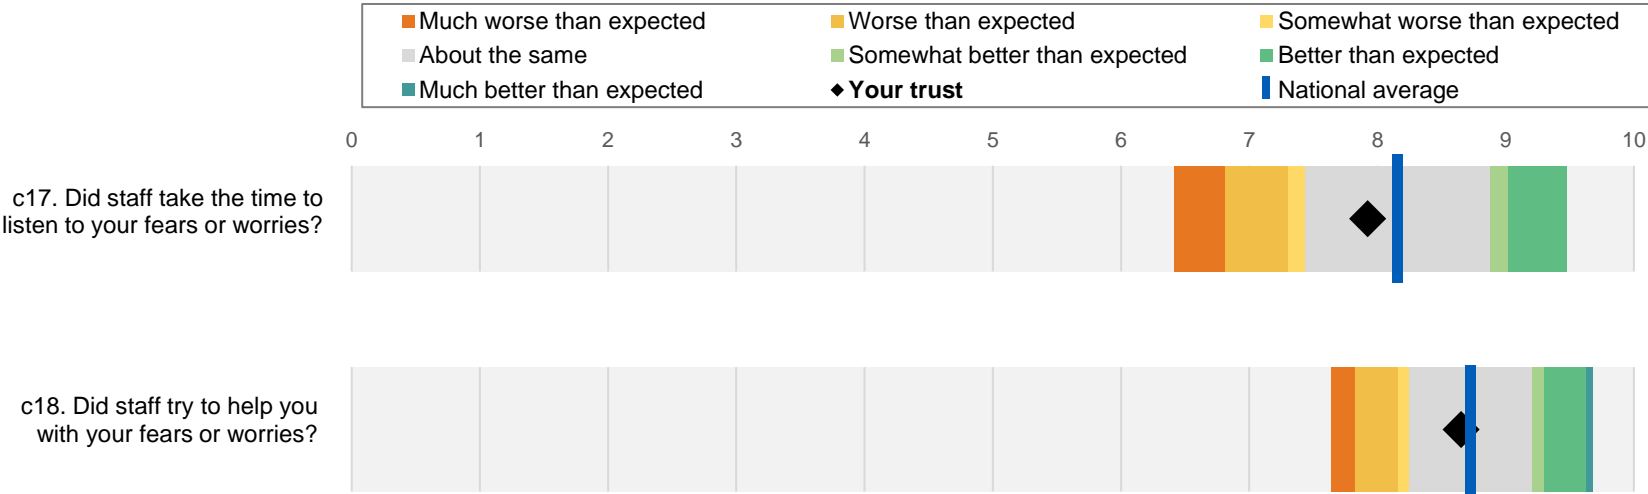 Much worse than expected Worse than expected Somewhat worse than expected
About the same Somewhat better than expected Better than expected
Much better than expected Your trust National average
0 1 2 3 4 5 6 7 8 9 10
c17. Did staff take the time to
listen to your fears or worries?
c18. Did staff try to help you
with your fears or worries?